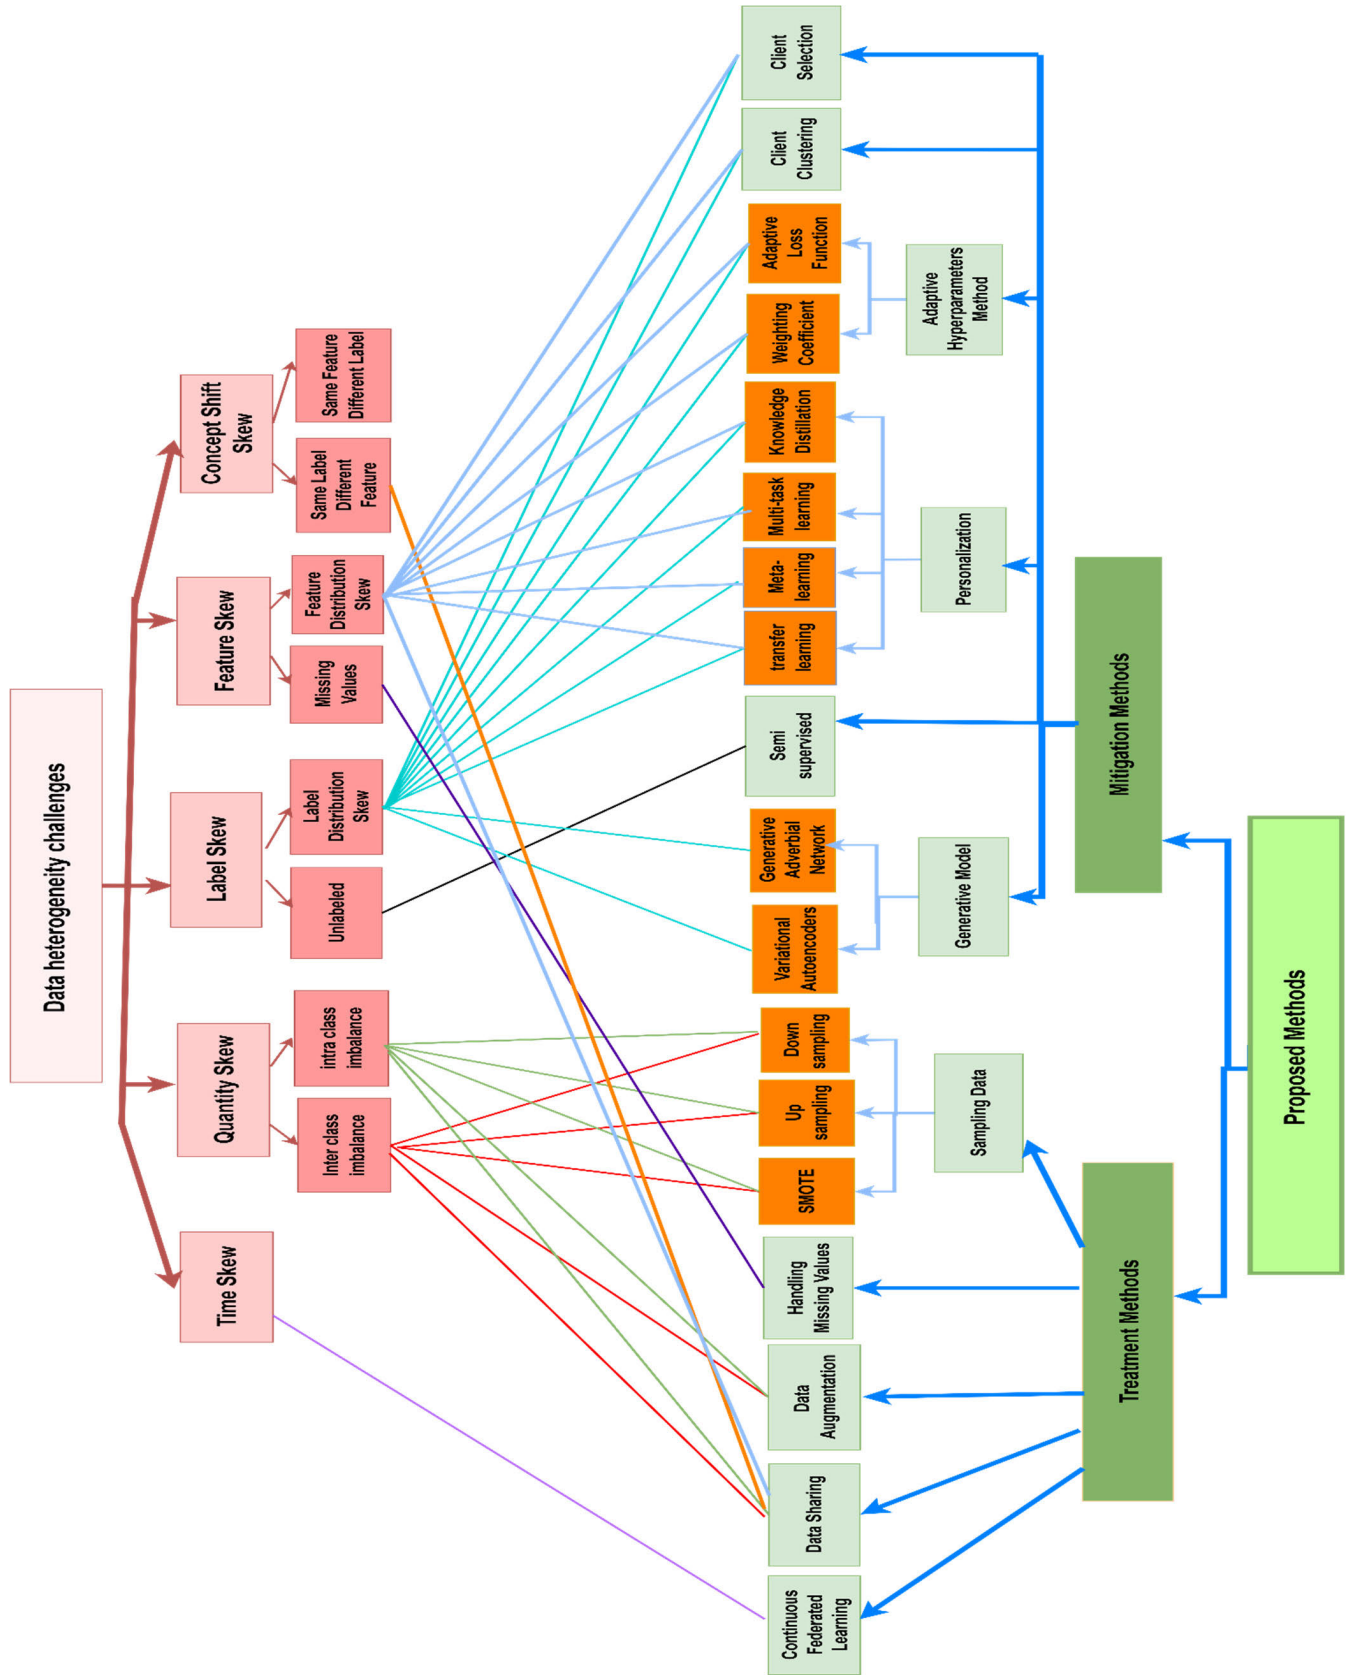 Data heterogeneity challenges
Time Skew
Quantity Skew
Label Skew
Feature Skew
Concept Shift
Skew
Inter class
imbalance
intra class
imbalance
Unlabeled
Label
Distribution
Skew
Missing
Values
Feature
Distribution
Skew
Same Label
Different
Feature
Same Feature
Different Label
Continuous
Federated
Learning
Data Sharing
Data
Augmentation
Handling
Missing Values
SMOTE
Up
sampling
Down
sampling
Variational
Autoencoders
Generative
Adverbial
Network
Semi
supervised
transfer
learning
Meta-
learning
Multi-task
learning
Knowledge
Distillation
Weighting
Coefficient
Adaptive
Loss
Function
Client
Clustering
Client
Selection
Sampling Data
Generative Model
Personalization
Adaptive
Hyperparameters
Method
Treatment Methods
Mitigation Methods
Proposed Methods